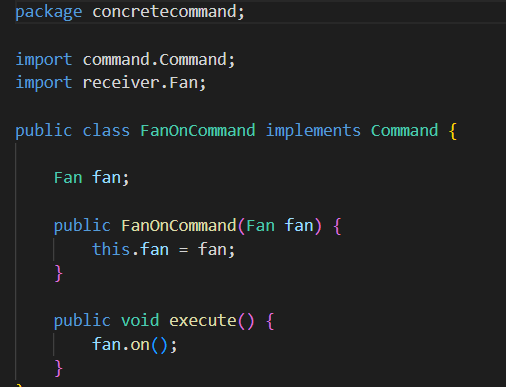 package concretecommand;
import command.Command;
import receiver.Fan;
public class FanOnCommand implements Command {
Fan fan;
public FanOnCommand(Fan fan) {
this.fan = fan;
}
public void execute() {
fan.on();
}
}